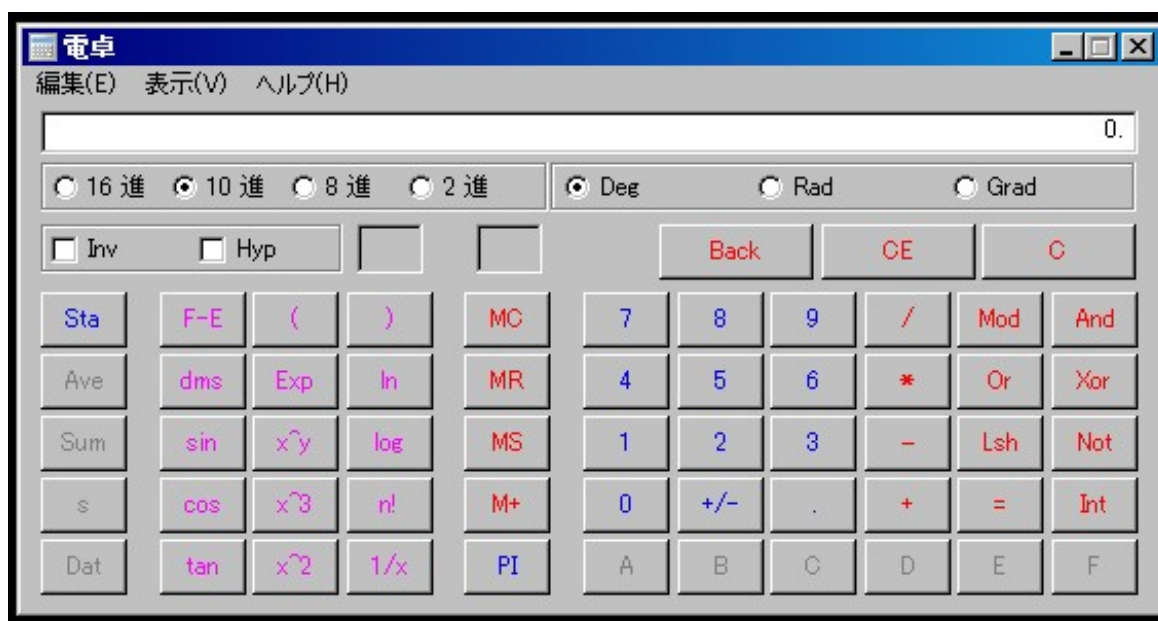 電卓
編集(E) 表示(V) ヘルプ(H)
0.
16 進 10 進 8 進 2 進 Deg Rad Grad
Inv Hyp Back CE C
Sta F-E ( ) MC 7 8 9 / Mod And
Ave dms Exp ln MR 4 5 6 * Or Xor
Sum sin x^y log MS 1 2 3 - Lsh Not
s cos x^3 n! M+ 0 +/- . + = Int
Dat tan x^2 1/x PI A B C D E F